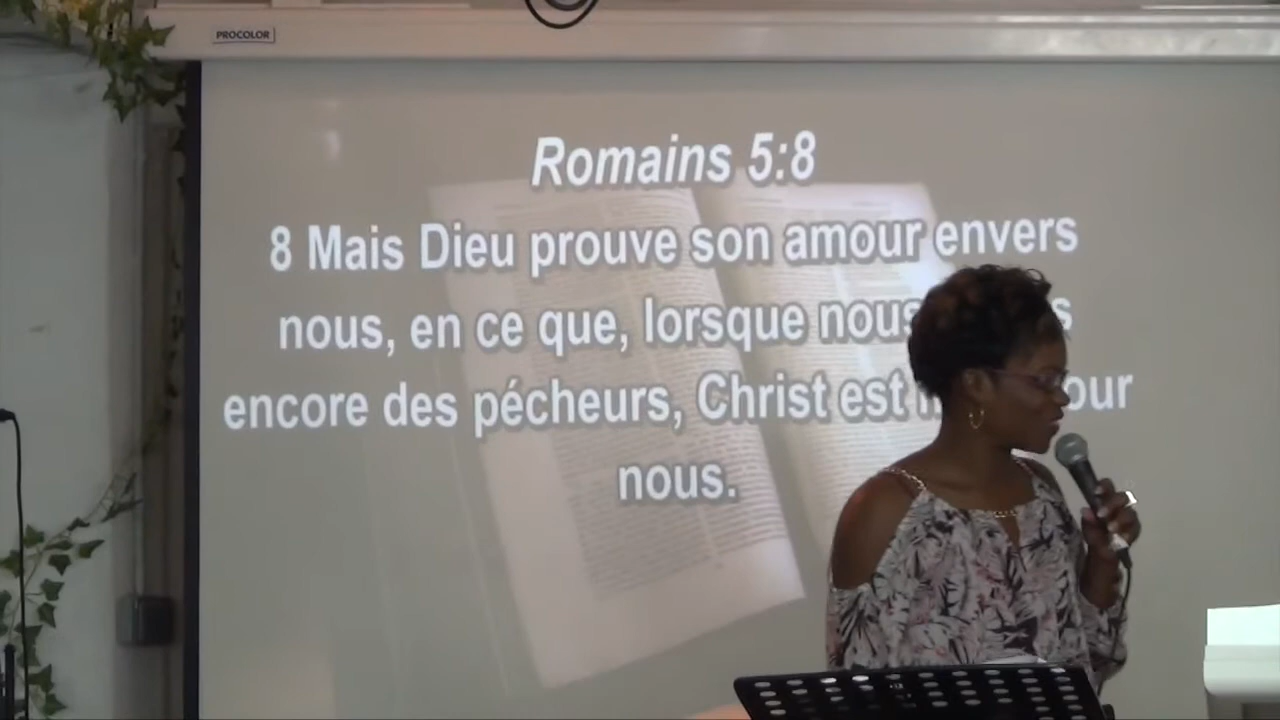 PROCOLOR
Romains 5:8
8 Mais Dieu prouve son amour envers
nous, en ce que, lorsque nous
encore des pécheurs, Christ est
nous.